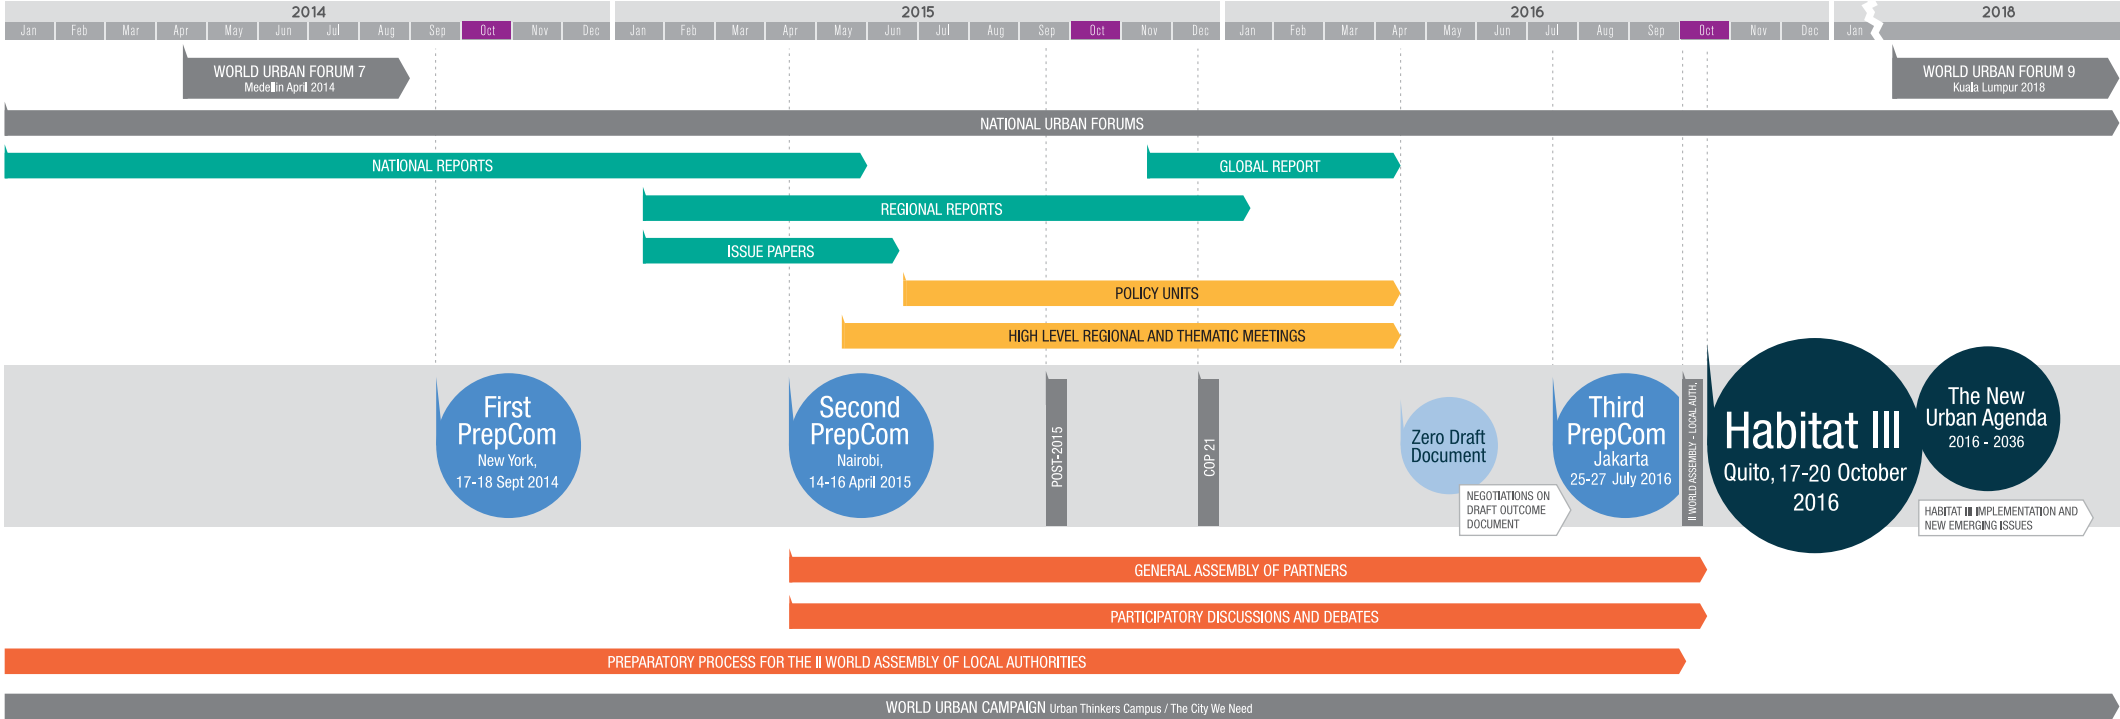 2014 2015 2016 2018
Jan Feb Mar Apr May Jun Jul Aug Sep Oct Nov Dec Jan Feb Mar Apr May Jun Jul Aug Sep Oct Nov Dec Jan Feb Mar Apr May Jun Jul Aug Sep Oct Nov Dec Jan
WORLD URBAN FORUM 7
Medellin April 2014
WORLD URBAN FORUM 9
Kuala Lumpur 2018
NATIONAL URBAN FORUMS
NATIONAL REPORTS
GLOBAL REPORT
REGIONAL REPORTS
ISSUE PAPERS
POLICY UNITS
HIGH LEVEL REGIONAL AND THEMATIC MEETINGS
First
PrepCom
New York,
17-18 Sept 2014
Second
PrepCom
Nairobi,
14-16 April 2015
POST-2015
COP 21
Zero Draft
Document
NEGOTIATIONS ON
DRAFT OUTCOME
DOCUMENT
Third
PrepCom
Jakarta
25-27 July 2016
II WORLD ASSEMBLY - LOCAL AUTH.
Habitat III
Quito, 17-20 October
2016
The New
Urban Agenda
2016 - 2036
HABITAT III IMPLEMENTATION AND
NEW EMERGING ISSUES
GENERAL ASSEMBLY OF PARTNERS
PARTICIPATORY DISCUSSIONS AND DEBATES
PREPARATORY PROCESS FOR THE II WORLD ASSEMBLY OF LOCAL AUTHORITIES
WORLD URBAN CAMPAIGN Urban Thinkers Campus / The City We Need